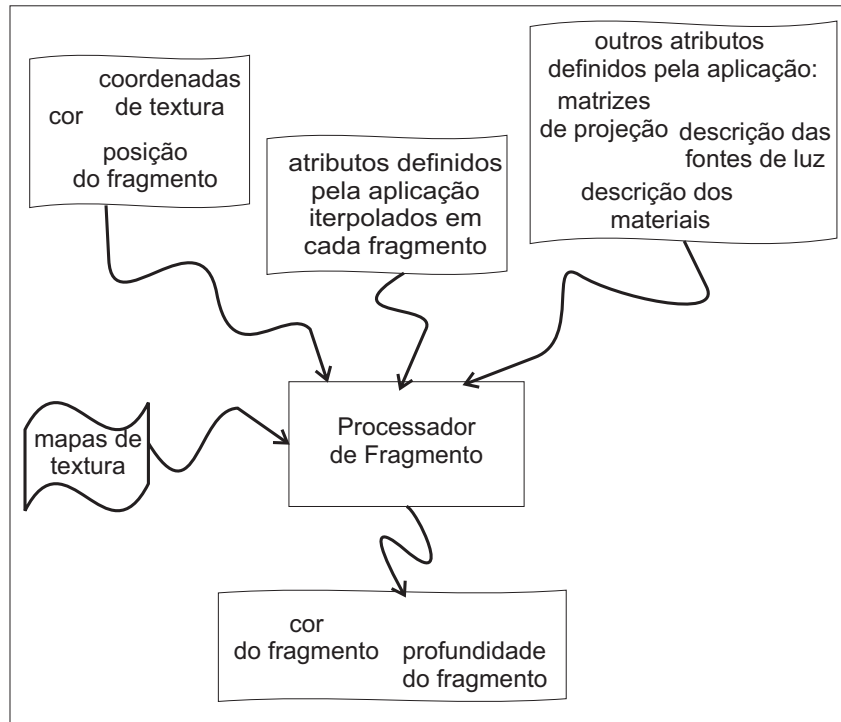 coordenadas
de textura
cor
posição
do fragmento
atributos definidos
pela aplicação
iterpolados em
cada fragmento
outros atributos
definidos pela aplicação:
matrizes
de projeção
descrição das
fontes de luz
descrição dos
materiais
mapas de
textura
Processador
de Fragmento
cor
do fragmento
profundidade
do fragmento